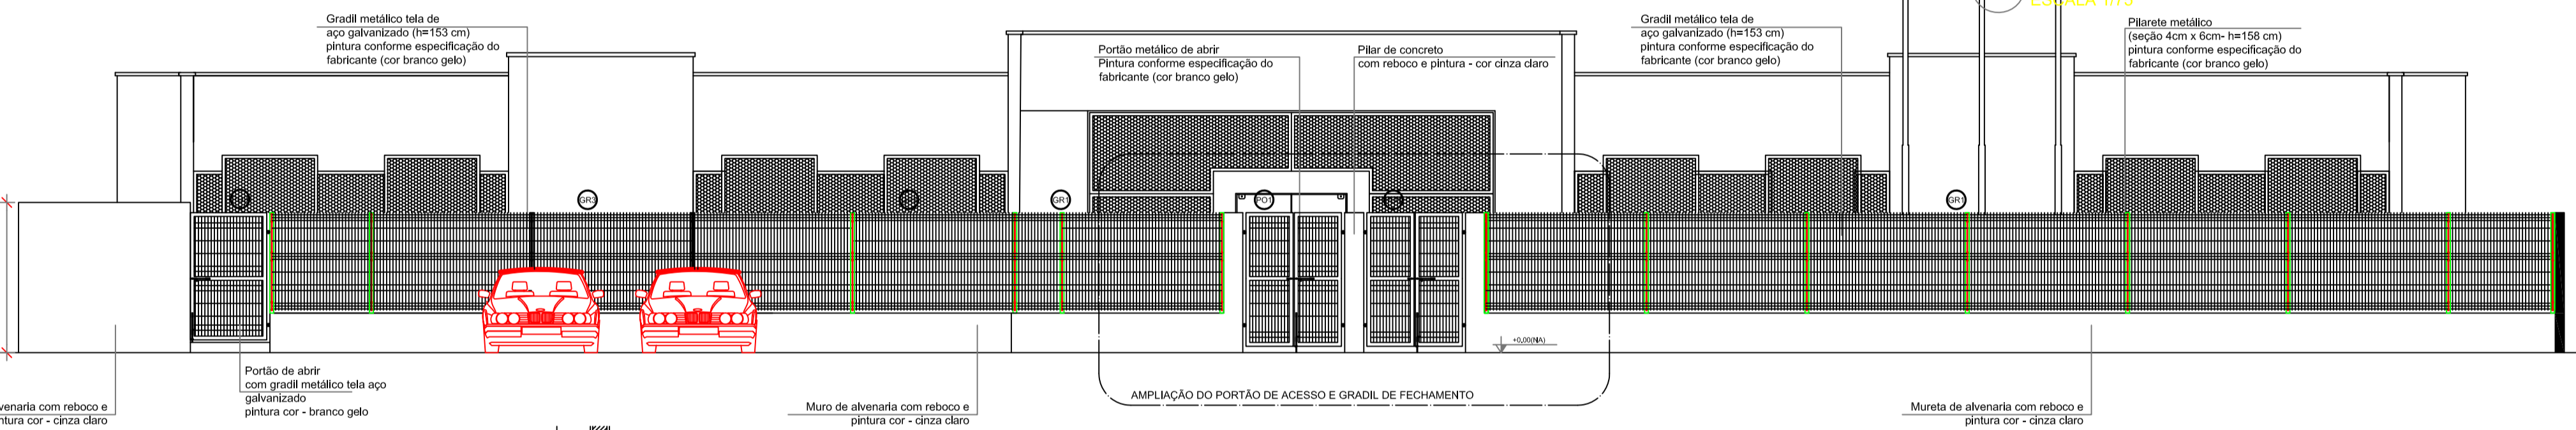 ESCALA 1/75
Gradil metálico tela de
aço galvanizado (h=153 cm)
pintura conforme especificação do
fabricante (cor branco gelo)
Portão metálico de abrir
Pintura conforme especificação do
fabricante (cor branco gelo)
Pilar de concreto
com reboco e pintura - cor cinza claro
Gradil metálico tela de
aço galvanizado (h=153 cm)
pintura conforme especificação do
fabricante (cor branco gelo)
Pilarete metálico
(seção 4cm x 6cm- h=158 cm)
pintura conforme especificação do
fabricante (cor branco gelo)
GR3
GR1
PO1
GR1
+0,00(NA)
Portão de abrir
com gradil metálico tela aço
galvanizado
pintura cor - branco gelo
venaria com reboco e
ntura cor - cinza claro
Muro de alvenaria com reboco e
pintura cor - cinza claro
AMPLIAÇÃO DO PORTÃO DE ACESSO E GRADIL DE FECHAMENTO
Mureta de alvenaria com reboco e
pintura cor - cinza claro